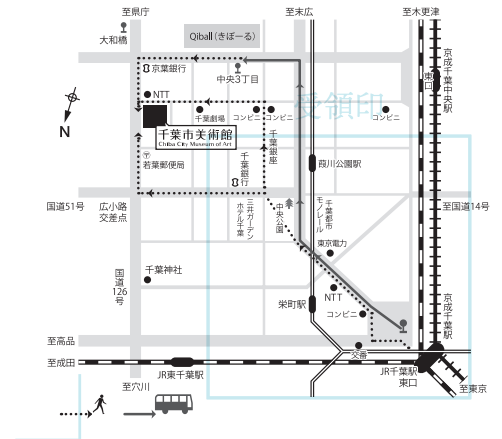 至県庁
至末広
至木更津
大和橋
Qiball（きぼーる）
京葉銀行
中央3丁目
京成千葉中央駅
東口
NTT
受領印
千葉劇場
コンビニ
コンビニ
コンビニ
千葉市美術館
Chiba City Museum of Art
千葉銀座
若葉郵便局
千葉銀行
葭川公園駅
N
国道51号
広小路
交差点
三井ガーデン
ホテル千葉
中央公園
千葉都市
モノレール
至国道14号
東京電力
千葉神社
国道126号
NTT
栄町駅
コンビニ
京成千葉駅
至高品
交番
至成田
JR東千葉駅
JR千葉駅
東口
至穴川
至東京